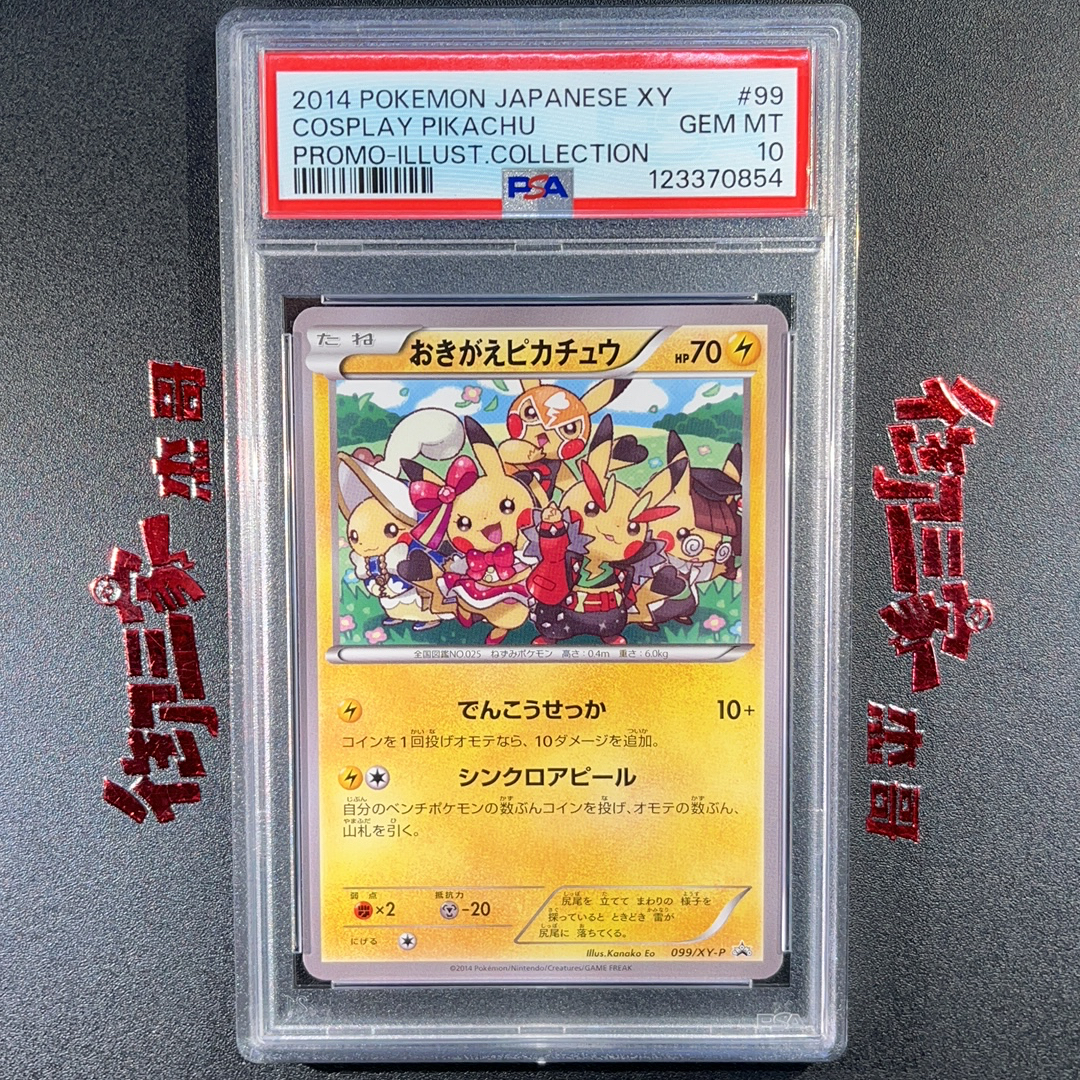 2014 POKEMON JAPANESE XY #99
COSPLAY PIKACHU GEM MT
PROMO-ILLUST.COLLECTION 10
PSA 123370854
たね おきがえピカチュウ HP70
全国図鑑NO.025 ねずみポケモン 高さ:0.4m 重さ:6.0kg
でんこうせっか 10+
コインを1回投げオモテなら、10ダメージを追加。
シンクロアピール
自分のベンチポケモンの数ぶんコインを投げ、オモテの数ぶん、
山札を引く。
弱点 抵抗力
×2 -20
にげる
尻尾を 立てて まわりの 様子を
探っていると ときどき 雷が
尻尾に 落ちてくる。
Illus.Kanako Eo 099/XY-P
©2014 Pokémon/Nintendo/Creatures/GAME FREAK
PSA
杰哥
杰哥